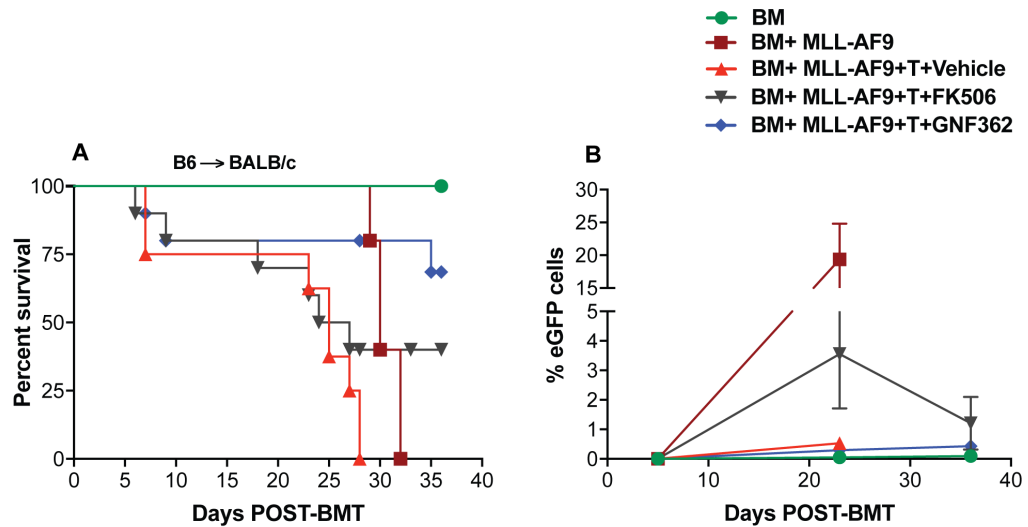 BM
BM+ MLL-AF9
BM+ MLL-AF9+T+Vehicle
BM+ MLL-AF9+T+FK506
BM+ MLL-AF9+T+GNF362
A
B6 → BALB/c
Percent survival
100
75
50
25
0
0 5 10 15 20 25 30 35 40
Days POST-BMT
B
% eGFP cells
30
25
20
15
5
4
3
2
1
0
0 10 20 30 40
Days POST-BMT